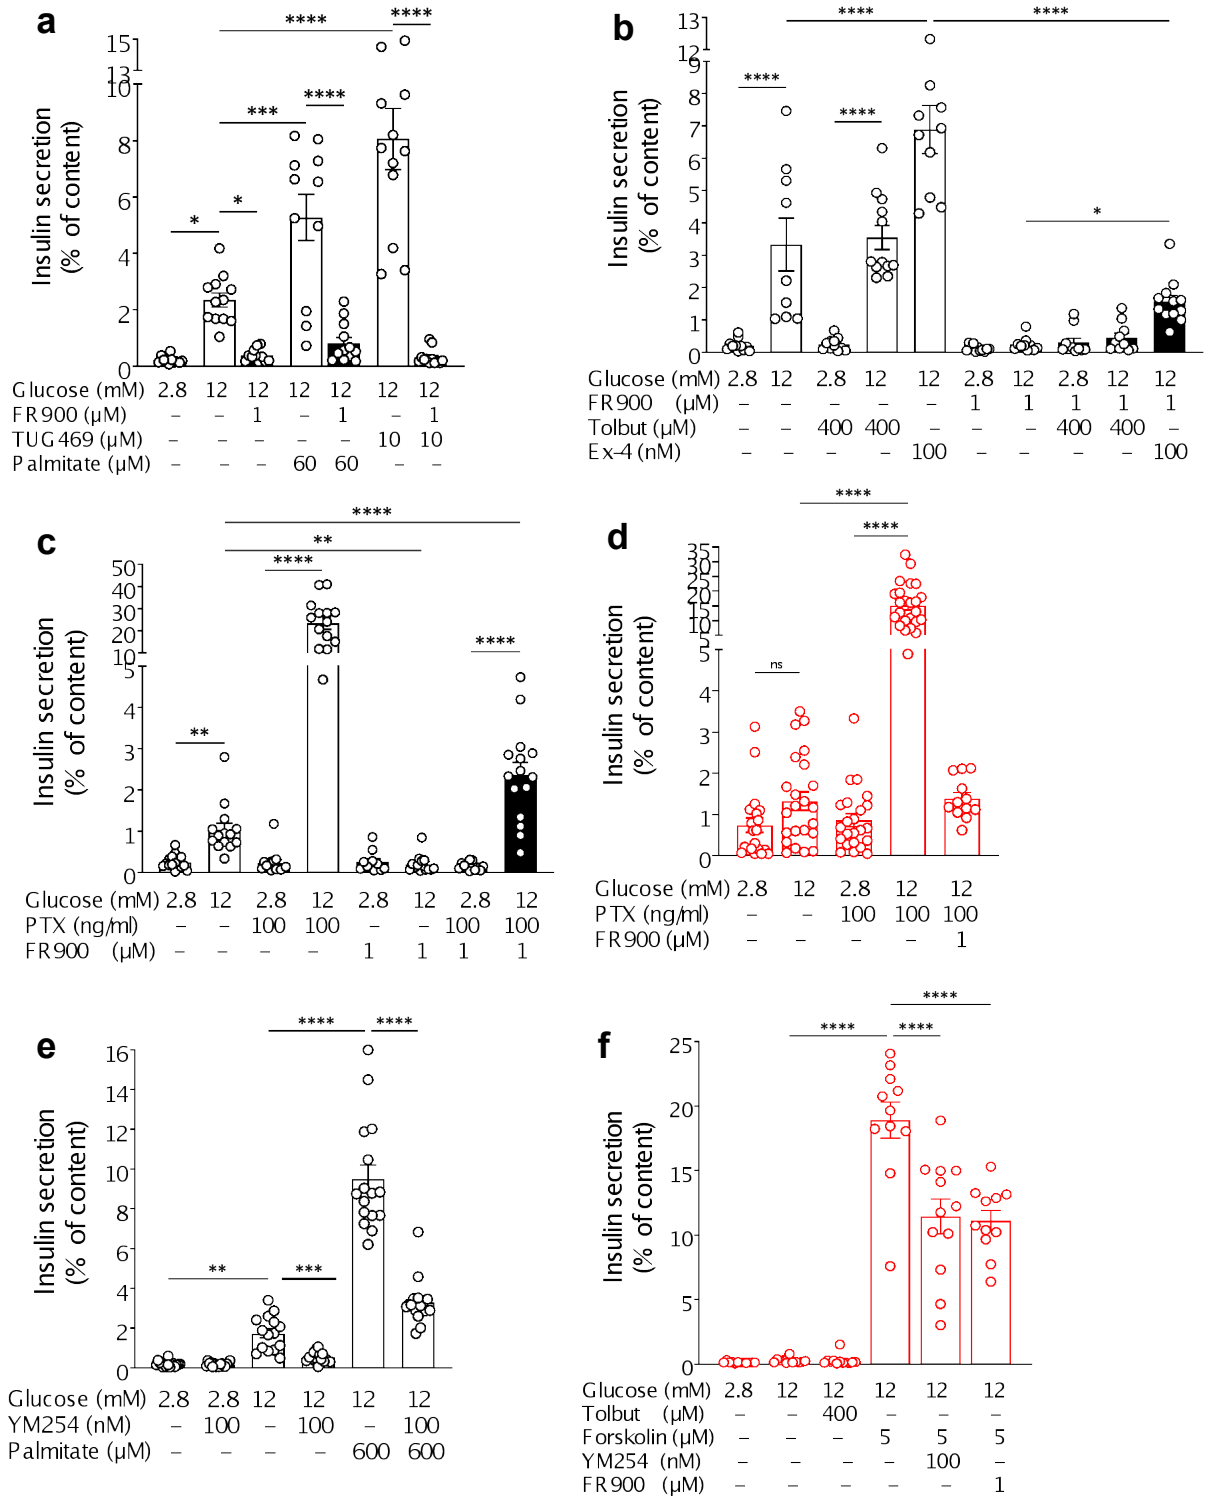 a
Insulin secretion
(% of content)
15
13
10
8
6
4
2
0
* * *** **** **** ****
Glucose (mM) 2.8 12 12 12 12 12 12
FR900 (µM) – – 1 – 1 – 1
TUG469 (µM) – – – – – 10 10
Palmitate (µM) – – – 60 60 – –
b
Insulin secretion
(% of content)
13
12
9
8
7
6
5
4
3
2
1
0
**** **** **** **** *
Glucose (mM) 2.8 12 2.8 12 12 2.8 12 2.8 12 12
FR900 (µM) – – – – – 1 1 1 1 1
Tolbut (µM) – – 400 400 – – – 400 400 –
Ex-4 (nM) – – – – 100 – – – – 100
c
Insulin secretion
(% of content)
50
40
30
20
10
5
4
3
2
1
0
** **** ** **** ****
Glucose (mM) 2.8 12 2.8 12 2.8 12 2.8 12
PTX (ng/ml) – – 100 100 – – 100 100
FR900 (µM) – – – – 1 1 1 1
d
Insulin secretion
(% of content)
35
30
25
20
15
10
5
5
4
3
2
1
0
ns **** ****
Glucose (mM) 2.8 12 2.8 12 12
PTX (ng/ml) – – 100 100 100
FR900 (µM) – – – – 1
e
Insulin secretion
(% of content)
16
14
12
10
8
6
4
2
0
** *** **** ****
Glucose (mM) 2.8 2.8 12 12 12 12
YM254 (nM) – 100 – 100 – 100
Palmitate (µM) – – – – 600 600
f
Insulin secretion
(% of content)
25
20
15
10
5
0
**** **** ****
Glucose (mM) 2.8 12 12 12 12 12
Tolbut (µM) – – 400 – – –
Forskolin (µM) – – – 5 5 5
YM254 (nM) – – – – 100 –
FR900 (µM) – – – – – 1